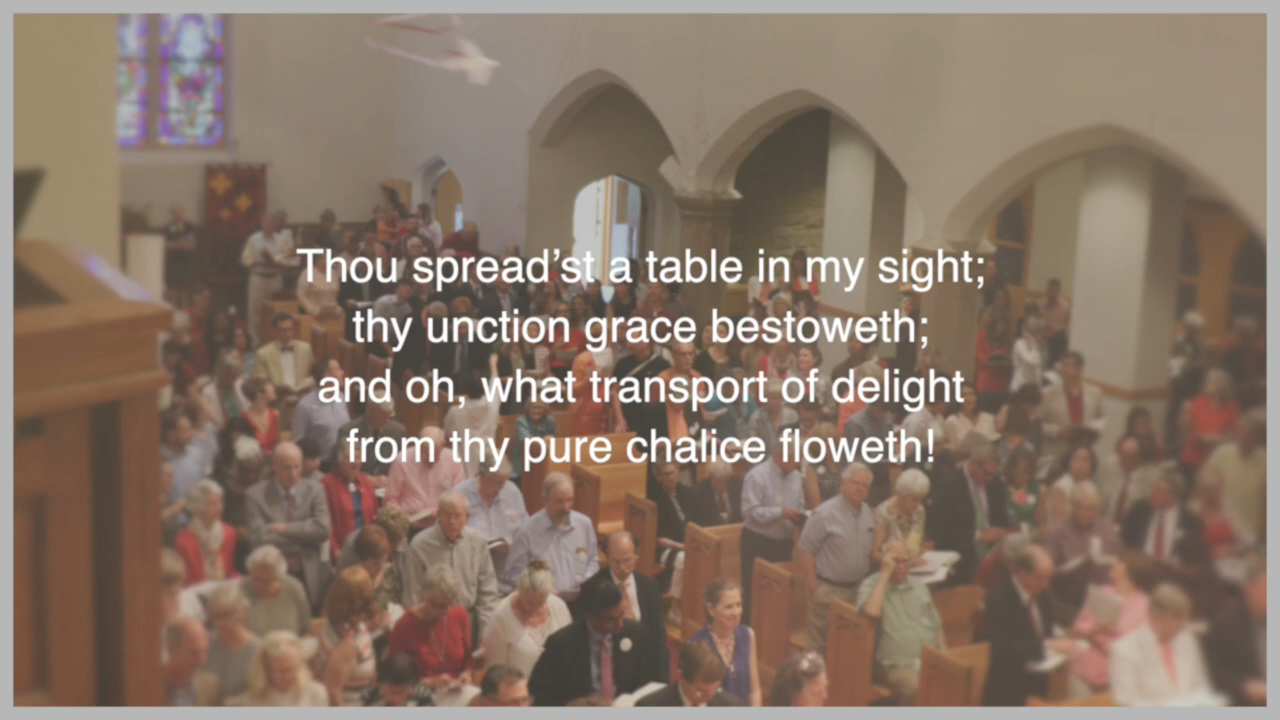 Thou spread’st a table in my sight;
thy unction grace bestoweth;
and oh, what transport of delight
from thy pure chalice floweth!